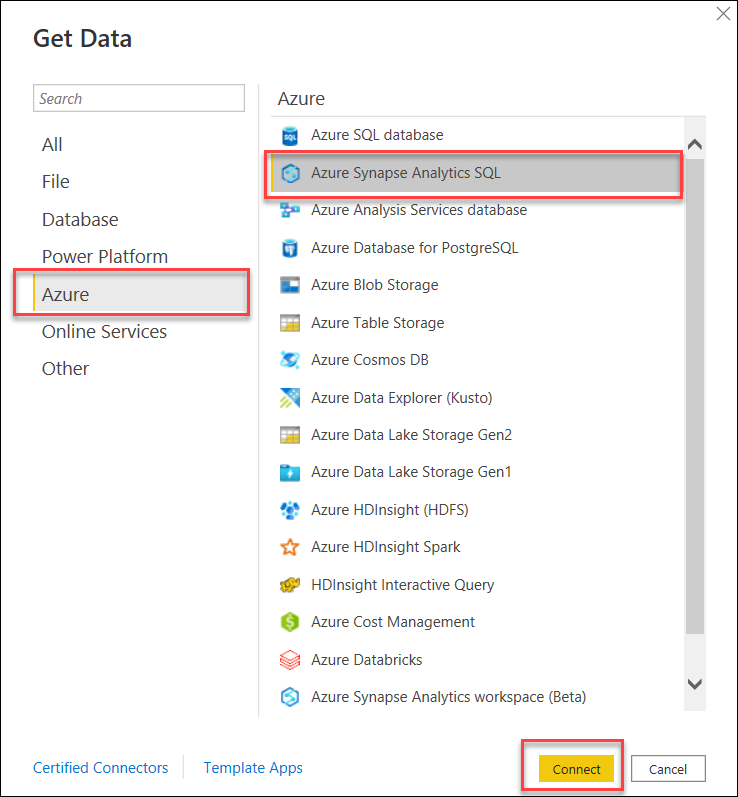 Get Data
Search
All
File
Database
Power Platform
Azure
Online Services
Other
Azure
Azure SQL database
Azure Synapse Analytics SQL
Azure Analysis Services database
Azure Database for PostgreSQL
Azure Blob Storage
Azure Table Storage
Azure Cosmos DB
Azure Data Explorer (Kusto)
Azure Data Lake Storage Gen2
Azure Data Lake Storage Gen1
Azure HDInsight (HDFS)
Azure HDInsight Spark
HDInsight Interactive Query
Azure Cost Management
Azure Databricks
Azure Synapse Analytics workspace (Beta)
Certified Connectors
Template Apps
Connect
Cancel